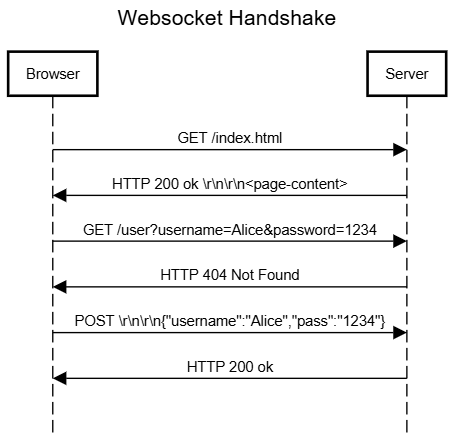 Websocket Handshake
Browser
Server
GET /index.html
HTTP 200 ok \r\n\r\n<page-content>
GET /user?username=Alice&password=1234
HTTP 404 Not Found
POST \r\n\r\n{"username":"Alice","pass":"1234"}
HTTP 200 ok